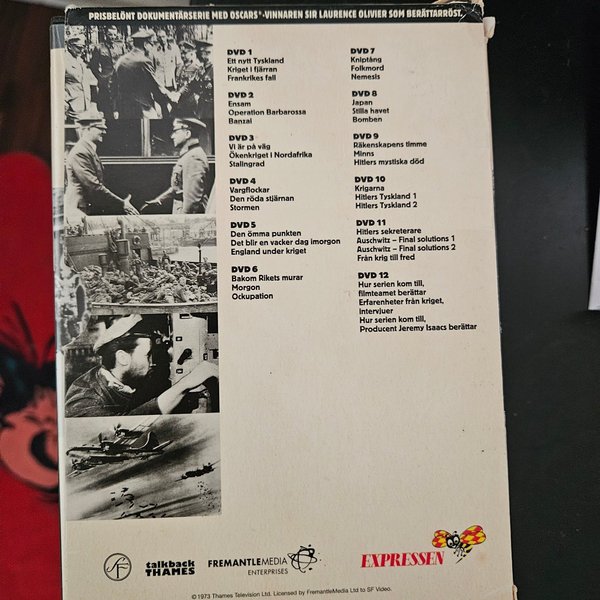 PRISBELÖNT DOKUMENTÄRSERIE MED OSCARS®-VINNAREN SIR LAURENCE OLIVIER SOM BERÄTTARRÖST.
DVD 1
Ett nytt Tyskland
Kriget i fjärran
Frankrikes fall
DVD 2
Ensam
Operation Barbarossa
Banzai
DVD 3
Vi är på väg
Ökenkriget i Nordafrika
Stalingrad
DVD 4
Vargflockar
Den röda stjärnan
Stormen
DVD 5
Den ömma punkten
Det blir en vacker dag imorgon
England under kriget
DVD 6
Bakom Rikets murar
Morgon
Ockupation
DVD 7
Kniptång
Folkmord
Nemesis
DVD 8
Japan
Stilla havet
Bomben
DVD 9
Räkenskapens timme
Minns
Hitlers mystiska död
DVD 10
Krigarna
Hitlers Tyskland 1
Hitlers Tyskland 2
DVD 11
Hitlers sekreterare
Auschwitz – Final solutions 1
Auschwitz – Final solutions 2
Från krig till fred
DVD 12
Hur serien kom till,
filmteamet berättar
Erfarenheter från kriget,
intervjuer
Hur serien kom till,
Producent Jeremy Isaacs berättar
SF
talkback
THAMES
FREMANTLEMEDIA
ENTERPRISES
EXPRESSEN
©1973 Thames Television Ltd. Licensed by FremantleMedia Ltd to SF Video.